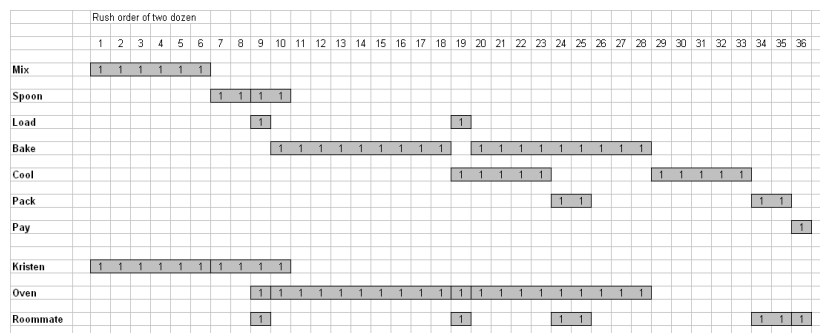 Rush order of two dozen
1 2 3 4 5 6 7 8 9 10 11 12 13 14 15 16 17 18 19 20 21 22 23 24 25 26 27 28 29 30 31 32 33 34 35 36
Mix 1 1 1 1 1 1
Spoon 1 1 1 1
Load 1 1
Bake 1 1 1 1 1 1 1 1 1 1 1 1 1 1 1 1 1 1
Cool 1 1 1 1 1 1 1 1 1 1
Pack 1 1 1 1
Pay 1
Kristen 1 1 1 1 1 1 1 1 1 1
Oven 1 1 1 1 1 1 1 1 1 1 1 1 1 1 1 1 1 1 1 1
Roommate 1 1 1 1 1 1 1